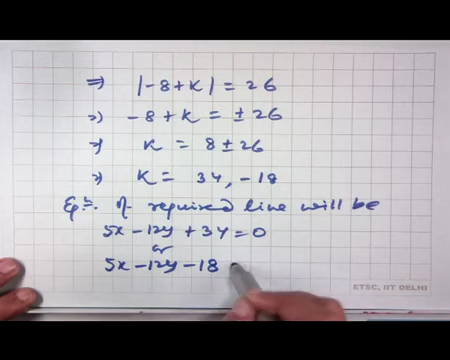 ⇒ |-8+k| = 26
⇒ -8+k = ±26
⇒ k = 8±26
⇒ k = 34, -18
Eqⁿ. of required line will be
5x - 12y + 34 = 0
or
5x - 12y - 18
ETSC, IIT DELHI